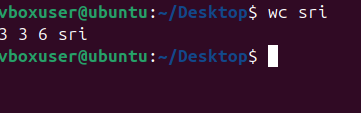 vboxuser@ubuntu:~/Desktop$ wc sri
3 3 6 sri
vboxuser@ubuntu:~/Desktop$